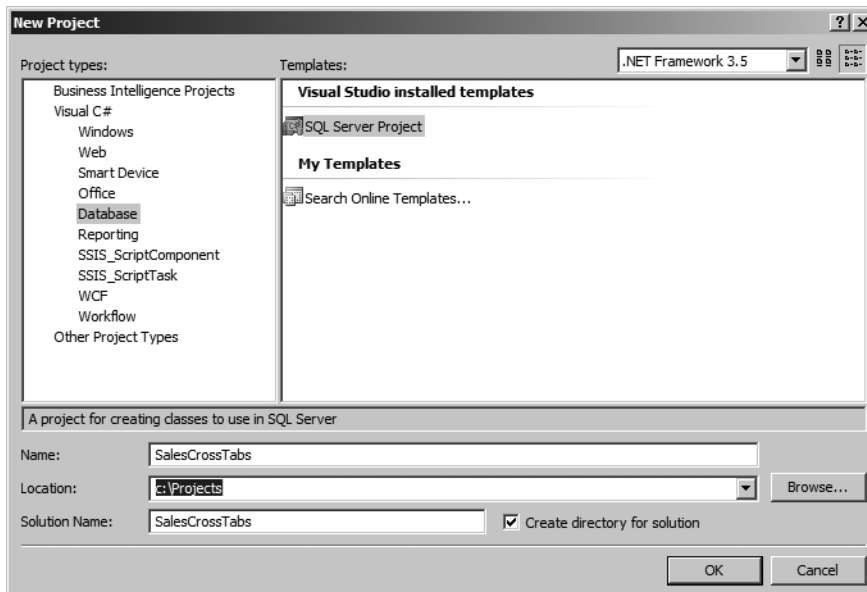 New Project
Project types:
Templates:
.NET Framework 3.5
Business Intelligence Projects
Visual C#
Windows
Web
Smart Device
Office
Database
Reporting
SSIS_ScriptComponent
SSIS_ScriptTask
WCF
Workflow
Other Project Types
Visual Studio installed templates
SQL Server Project
My Templates
Search Online Templates...
A project for creating classes to use in SQL Server
Name:
SalesCrossTabs
Location:
c:\Projects
Browse...
Solution Name:
SalesCrossTabs
Create directory for solution
OK
Cancel